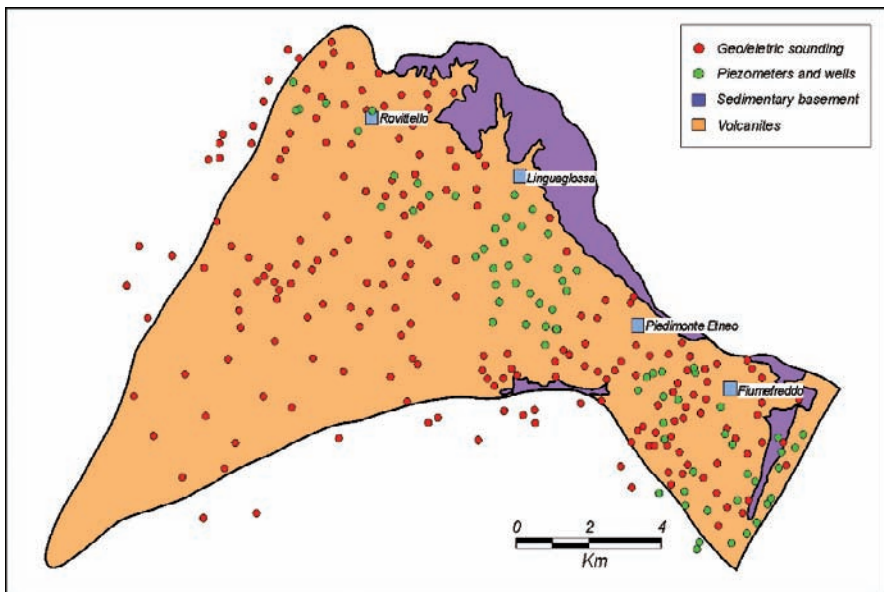 Geo/eletric sounding
Piezometers and wells
Sedimentary basement
Volcanites
Rovittello
Linguaglossa
Piedimonte Etneo
Fiumefreddo
0 2 4
Km